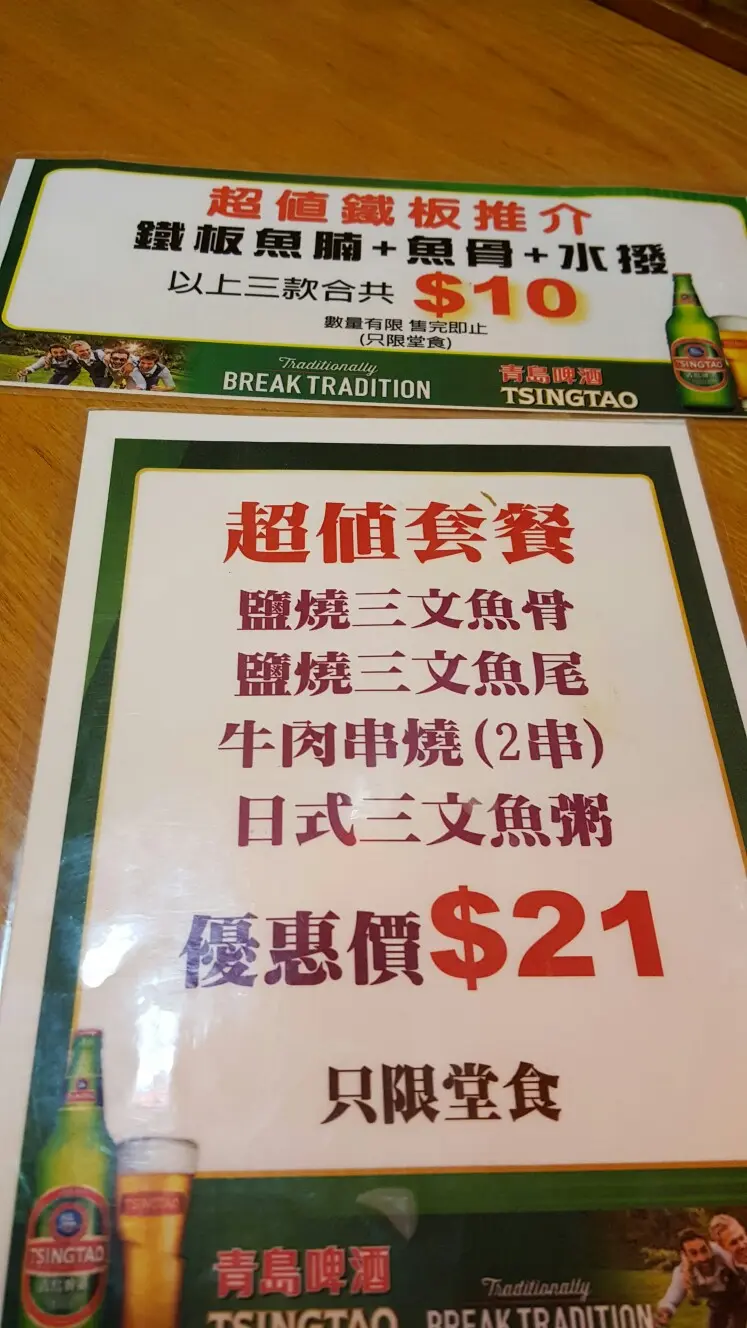 超值鐵板推介
鐵板魚腩+魚骨+水撥
以上三款合共 $10
數量有限 售完即止
(只限堂食)
Traditionally
BREAK TRADITION
青島啤酒
TSINGTAO
TSINGTAO
超值套餐
鹽燒三文魚骨
鹽燒三文魚尾
牛肉串燒(2串)
日式三文魚粥
優惠價$21
只限堂食
TSINGTAO
TSINGTAO
青島啤酒
TSINGTAO
Traditionally
BREAK TRADITION